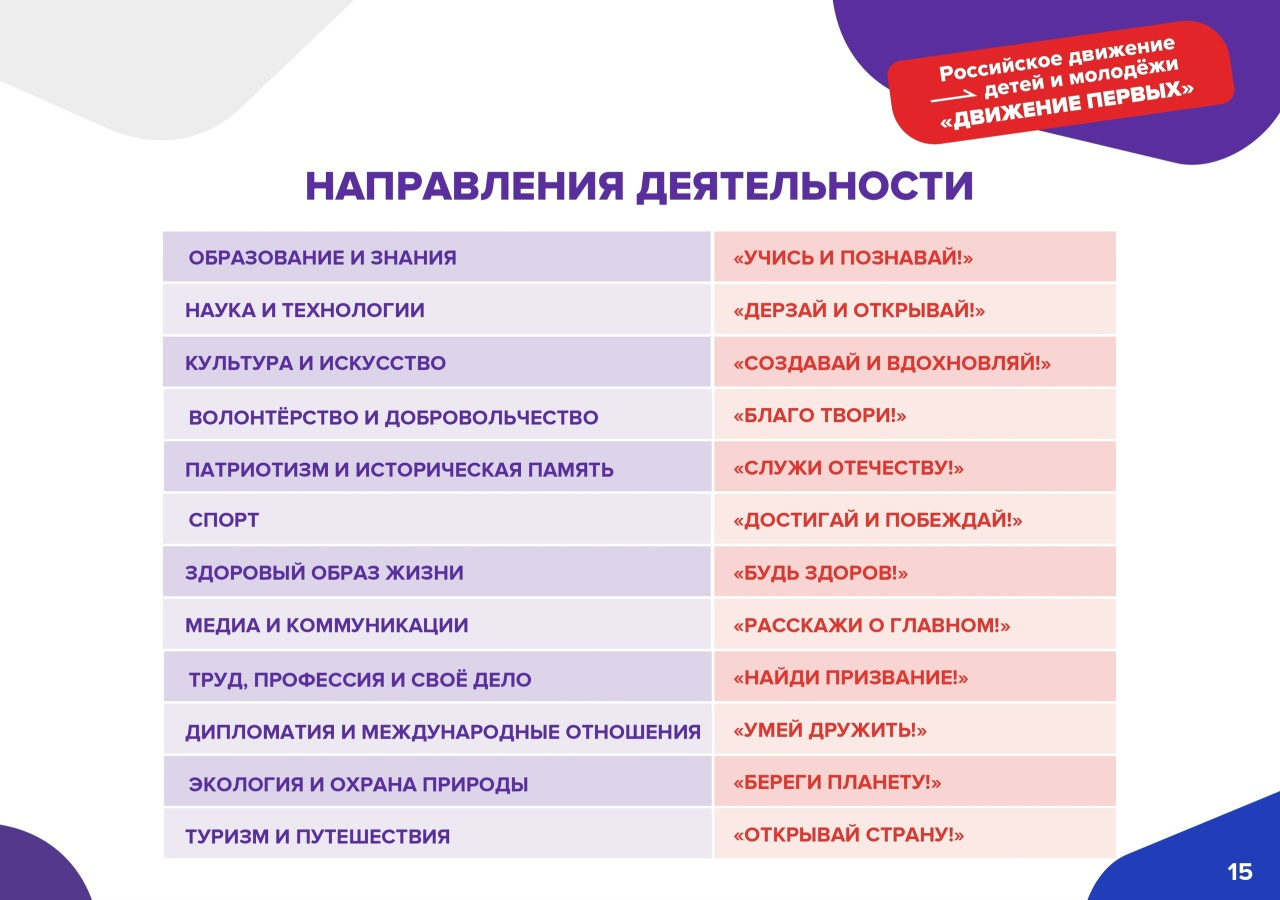 Российское движение
детей и молодёжи
«ДВИЖЕНИЕ ПЕРВЫХ»
НАПРАВЛЕНИЯ ДЕЯТЕЛЬНОСТИ
ОБРАЗОВАНИЕ И ЗНАНИЯ «УЧИСЬ И ПОЗНАВАЙ!»
НАУКА И ТЕХНОЛОГИИ «ДЕРЗАЙ И ОТКРЫВАЙ!»
КУЛЬТУРА И ИСКУССТВО «СОЗДАВАЙ И ВДОХНОВЛЯЙ!»
ВОЛОНТЁРСТВО И ДОБРОВОЛЬЧЕСТВО «БЛАГО ТВОРИ!»
ПАТРИОТИЗМ И ИСТОРИЧЕСКАЯ ПАМЯТЬ «СЛУЖИ ОТЕЧЕСТВУ!»
СПОРТ «ДОСТИГАЙ И ПОБЕЖДАЙ!»
ЗДОРОВЫЙ ОБРАЗ ЖИЗНИ «БУДЬ ЗДОРОВ!»
МЕДИА И КОММУНИКАЦИИ «РАССКАЖИ О ГЛАВНОМ!»
ТРУД, ПРОФЕССИЯ И СВОЁ ДЕЛО «НАЙДИ ПРИЗВАНИЕ!»
ДИПЛОМАТИЯ И МЕЖДУНАРОДНЫЕ ОТНОШЕНИЯ «УМЕЙ ДРУЖИТЬ!»
ЭКОЛОГИЯ И ОХРАНА ПРИРОДЫ «БЕРЕГИ ПЛАНЕТУ!»
ТУРИЗМ И ПУТЕШЕСТВИЯ «ОТКРЫВАЙ СТРАНУ!»
15